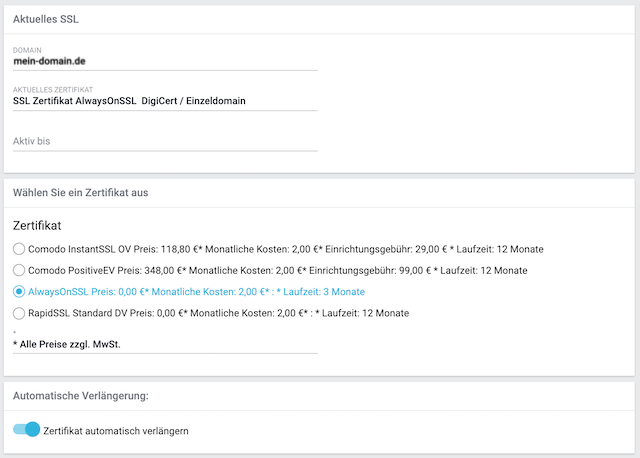 Aktuelles SSL
DOMAIN
mein-domain.de
AKTUELLES ZERTIFIKAT
SSL Zertifikat AlwaysOnSSL DigiCert / Einzeldomain
Aktiv bis
Wählen Sie ein Zertifikat aus
Zertifikat
Comodo InstantSSL OV Preis: 118,80 €* Monatliche Kosten: 2,00 €* Einrichtungsgebühr: 29,00 € * Laufzeit: 12 Monate
Comodo PositiveEV Preis: 348,00 €* Monatliche Kosten: 2,00 €* Einrichtungsgebühr: 99,00 € * Laufzeit: 12 Monate
AlwaysOnSSL Preis: 0,00 €* Monatliche Kosten: 2,00 €* : * Laufzeit: 3 Monate
RapidSSL Standard DV Preis: 0,00 €* Monatliche Kosten: 2,00 €* : * Laufzeit: 12 Monate
*
* Alle Preise zzgl. MwSt.
Automatische Verlängerung:
Zertifikat automatisch verlängern